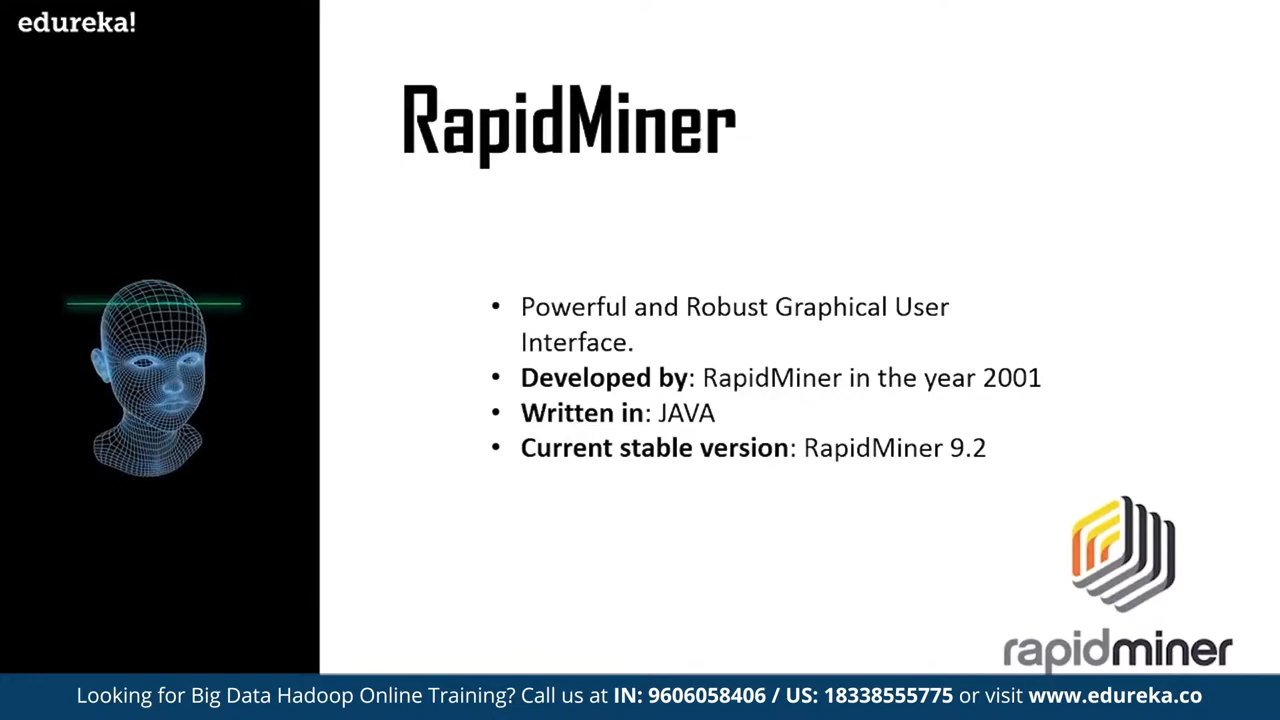 edureka!
RapidMiner
• Powerful and Robust Graphical User
Interface.
• Developed by: RapidMiner in the year 2001
• Written in: JAVA
• Current stable version: RapidMiner 9.2
rapidminer
Looking for Big Data Hadoop Online Training? Call us at IN: 9606058406 / US: 18338555775 or visit www.edureka.co